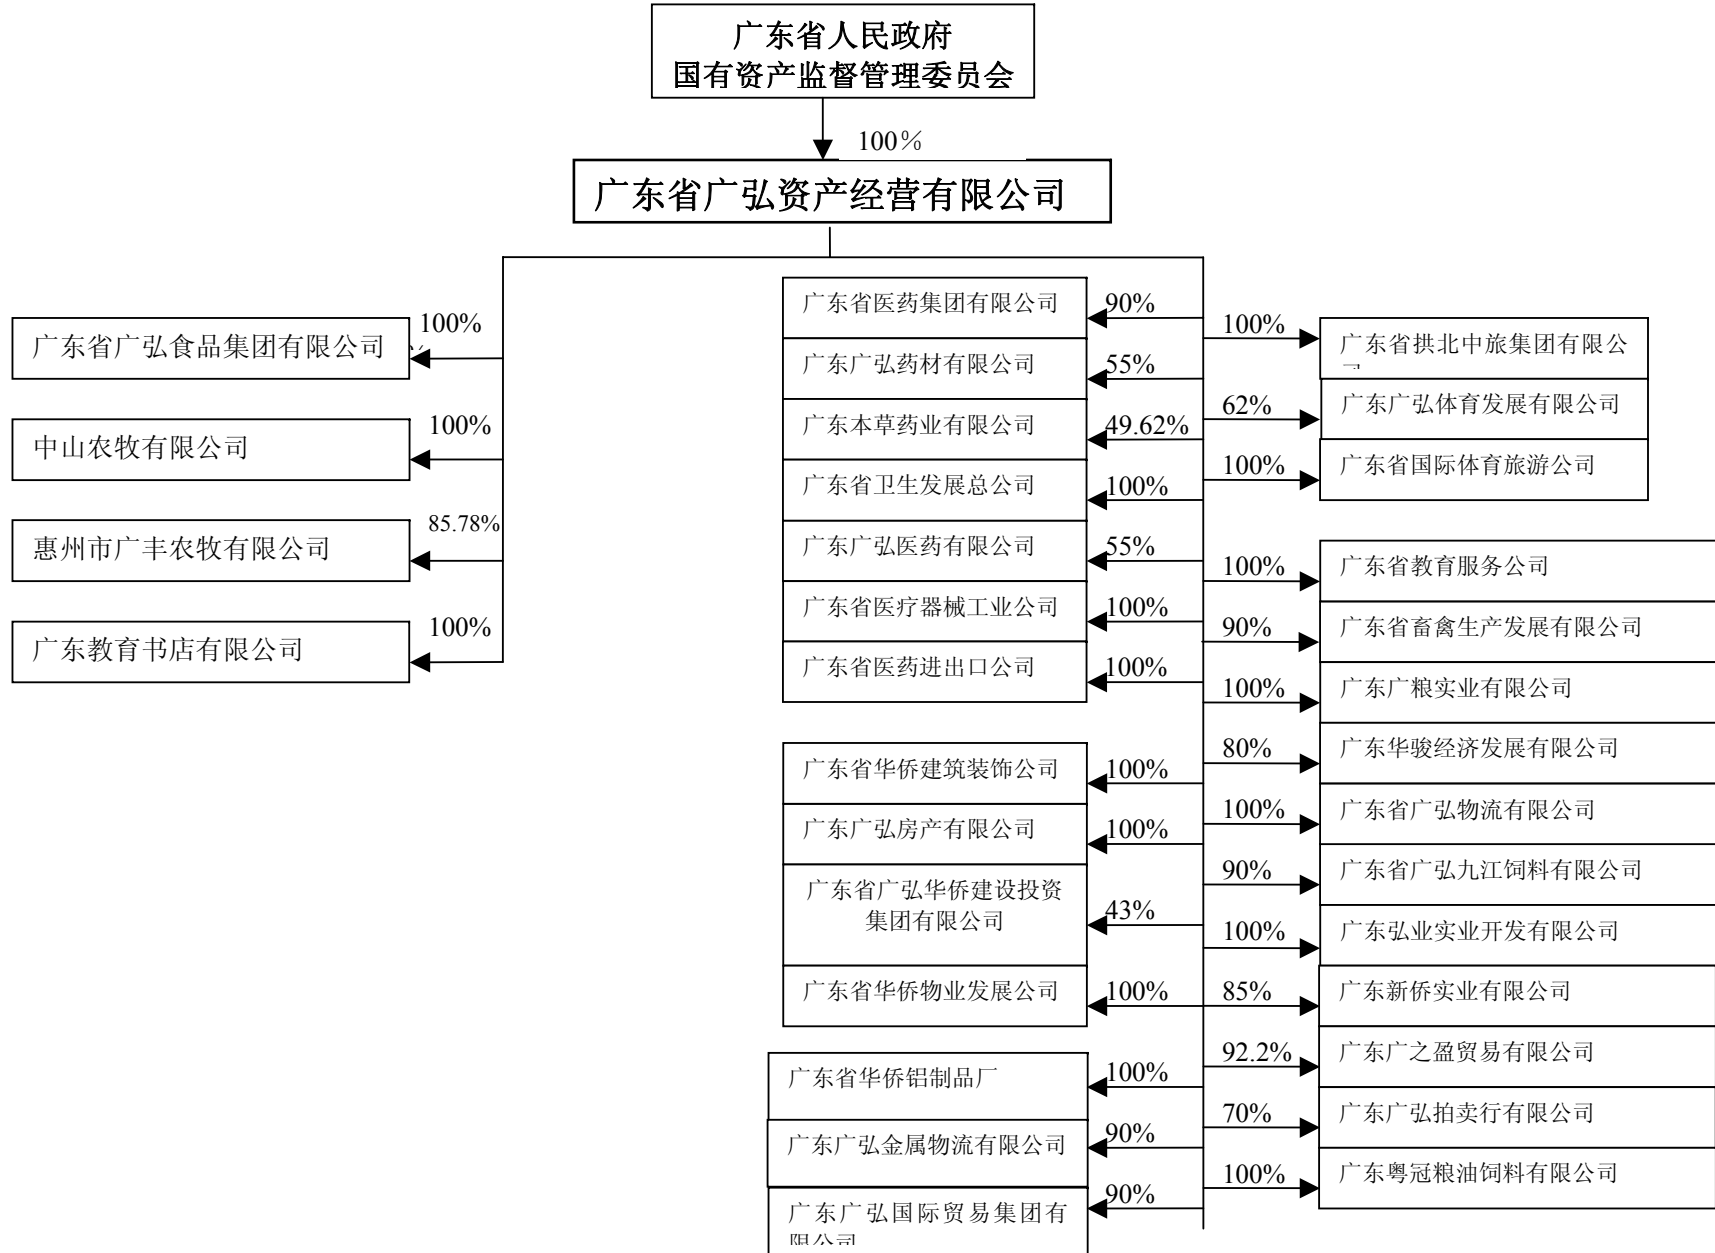 广东省人民政府
国有资产监督管理委员会
100%
广东省广弘资产经营有限公司
广东省广弘食品集团有限公司
100%
中山农牧有限公司
100%
惠州市广丰农牧有限公司
85.78%
广东教育书店有限公司
100%
广东省医药集团有限公司
90%
广东广弘药材有限公司
55%
广东本草药业有限公司
49.62%
广东省卫生发展总公司
100%
广东广弘医药有限公司
55%
广东省医疗器械工业公司
100%
广东省医药进出口公司
100%
广东省华侨建筑装饰公司
100%
广东广弘房产有限公司
100%
广东省广弘华侨建设投资
集团有限公司
43%
广东省华侨物业发展公司
100%
广东省华侨铝制品厂
100%
广东广弘金属物流有限公司
90%
广东广弘国际贸易集团有
限公司
90%
100%
广东省拱北中旅集团有限公
62%
广东广弘体育发展有限公司
100%
广东省国际体育旅游公司
100%
广东省教育服务公司
90%
广东省畜禽生产发展有限公司
100%
广东广粮实业有限公司
80%
广东华骏经济发展有限公司
100%
广东省广弘物流有限公司
90%
广东省广弘九江饲料有限公司
100%
广东弘业实业开发有限公司
85%
广东新侨实业有限公司
92.2%
广东广之盈贸易有限公司
70%
广东广弘拍卖行有限公司
100%
广东粤冠粮油饲料有限公司